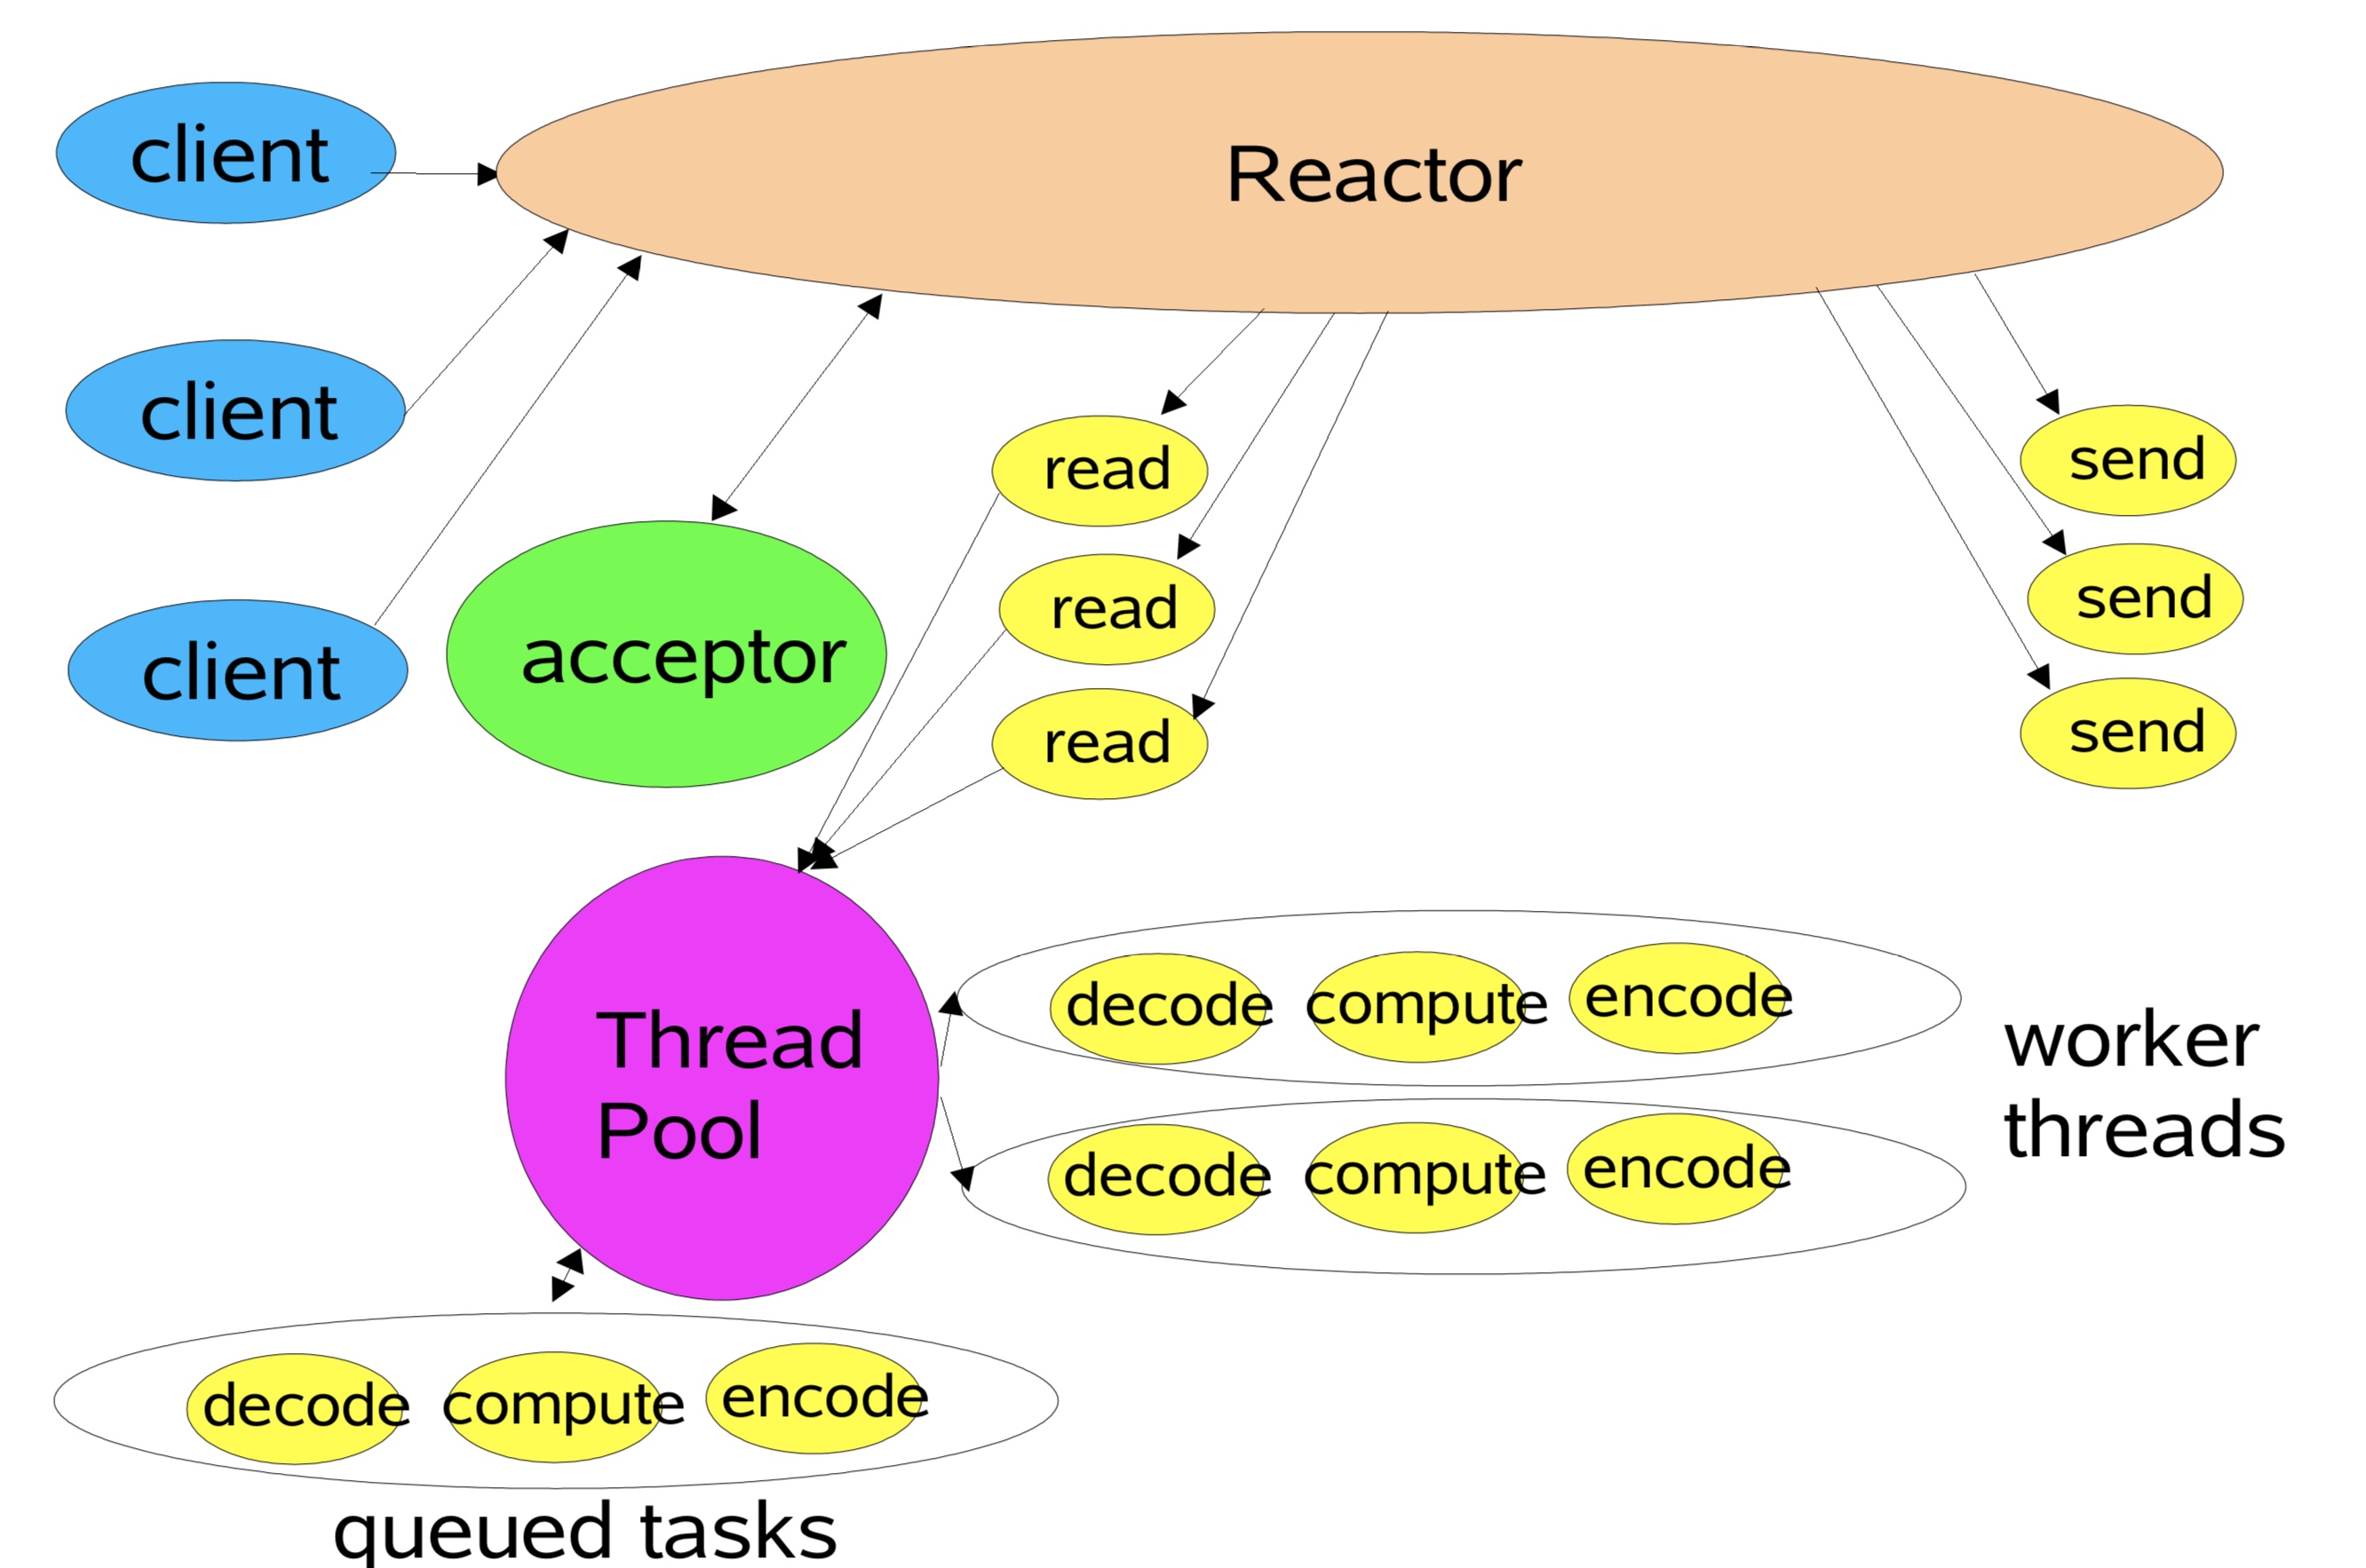 client
Reactor
client
client
acceptor
read
read
read
send
send
send
Thread
Pool
decode compute encode
decode compute encode
worker
threads
decode compute encode
queued tasks